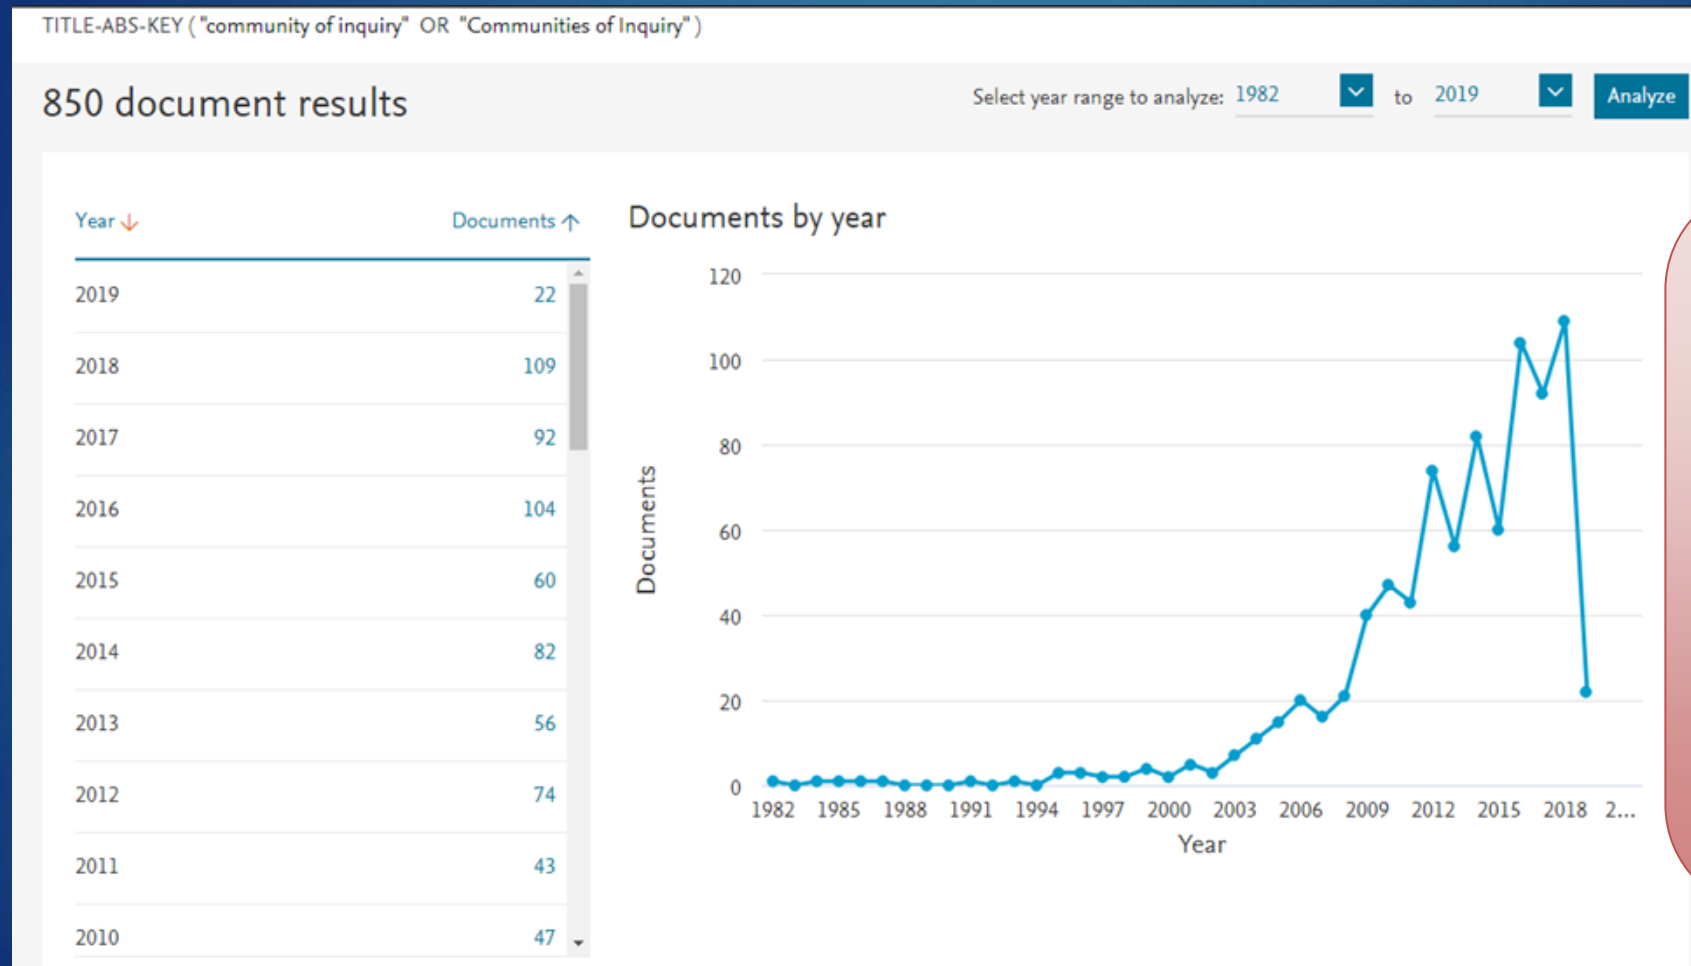 TITLE-ABS-KEY ( "community of inquiry" OR "Communities of Inquiry" )
850 document results
Select year range to analyze: 1982 to 2019 Analyze
Year Documents
2019 22
2018 109
2017 92
2016 104
2015 60
2014 82
2013 56
2012 74
2011 43
2010 47
Documents by year
120
100
80
60
40
20
0
Documents
1982 1985 1988 1991 1994 1997 2000 2003 2006 2009 2012 2015 2018 2...
Year